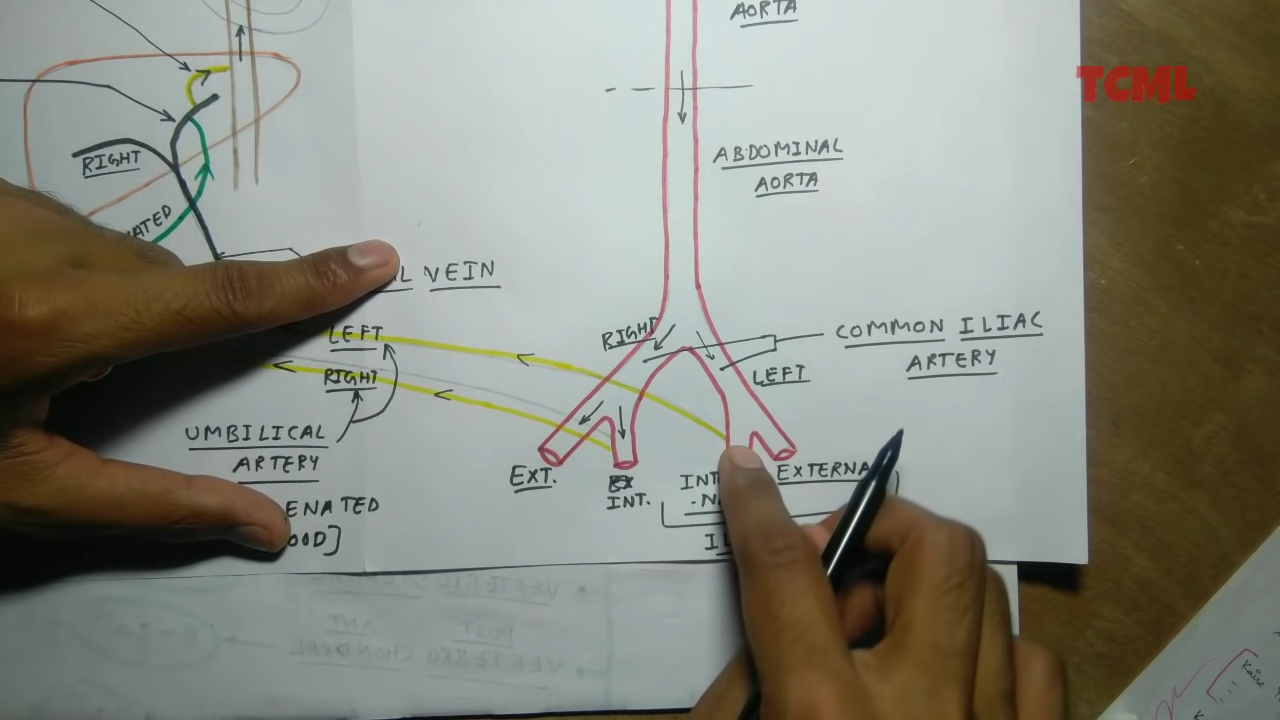 AORTA
TCML
ABDOMINAL
AORTA
RIGHT
VEIN
LEFT
RIGHT
UMBILICAL
ARTERY
ENATED
RIGHT
LEFT
COMMON ILIAC
ARTERY
EXT.
INT.
INT
EXTERNA